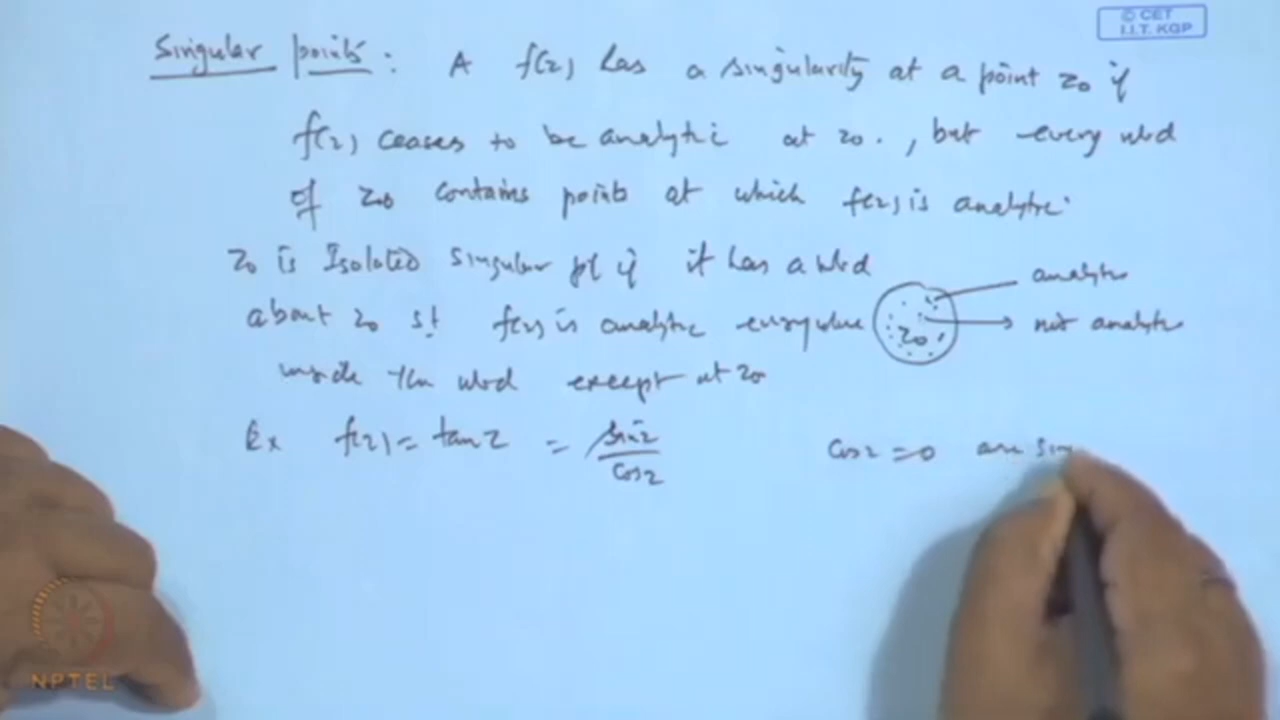 © CET
I.I.T. KGP
Singular points : A f(z) has a singularity at a point z₀ if
f(z) ceases to be analytic at z₀. , but every nbd
of z₀ contains points at which f(z) is analytic.
z₀ is Isolated singular pt if it has a nbd
about z₀ s.t f(z) is analytic everywhere
inside the nbd except at z₀
z₀
analytic
not analytic
Ex f(z) = tan z = sin z / cos z
cos z = 0 are sin
NPTEL